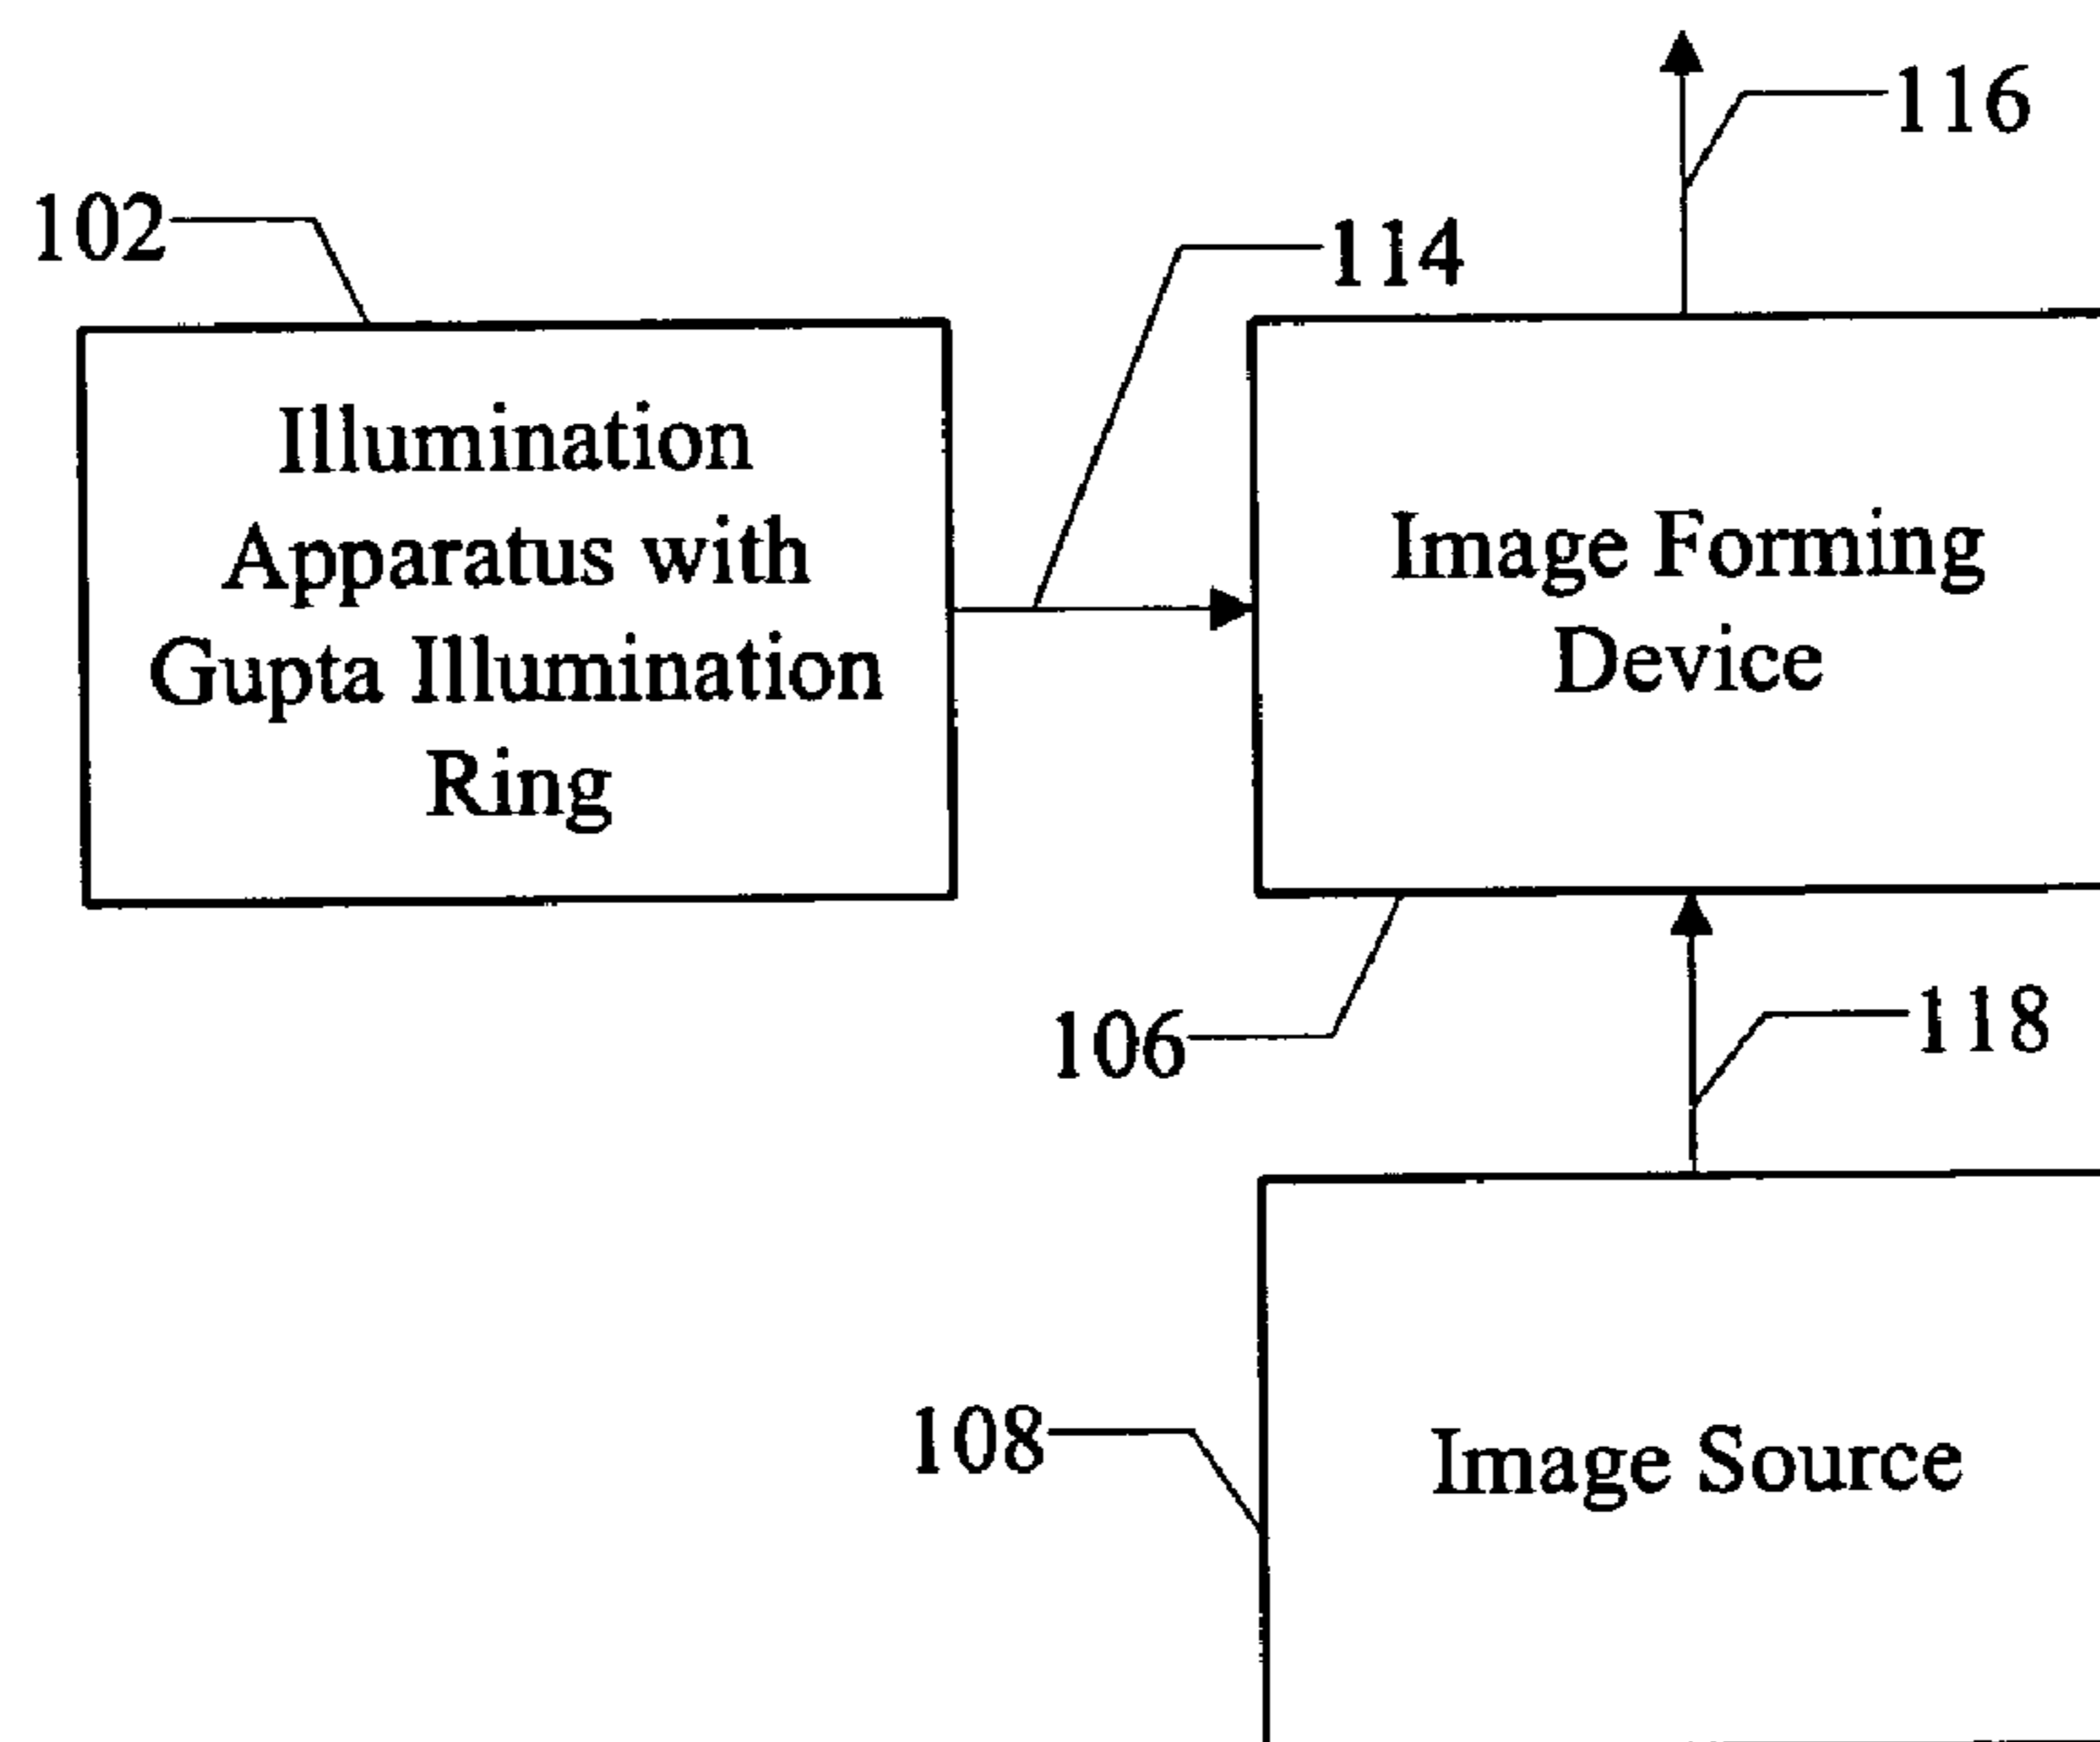 116
102
114
Illumination
Apparatus with
Gupta Illumination
Ring
Image Forming
Device
106
118
108
Image Source